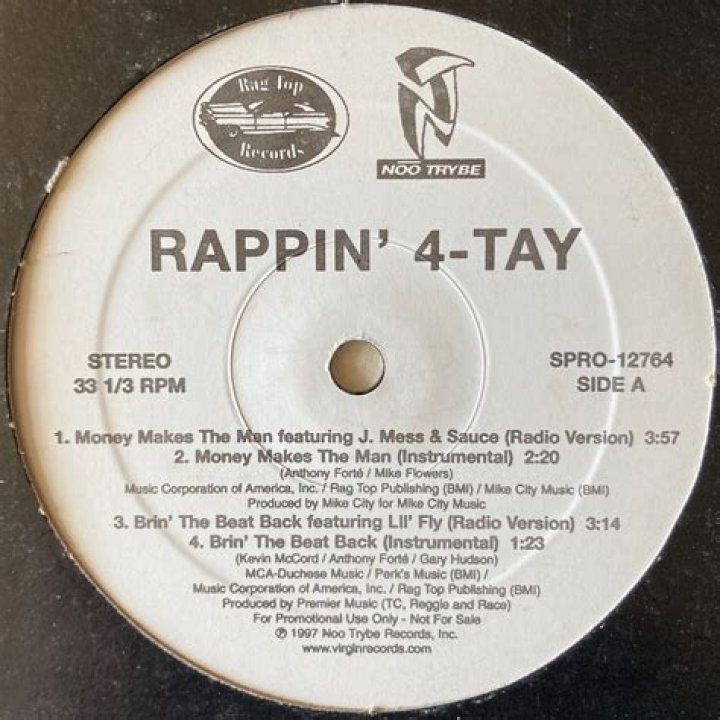 Rag Top
Records
NOO TRYBE
RAPPIN' 4-TAY
STEREO
33 1/3 RPM
SPRO-12764
SIDE A
1. Money Makes The Man featuring J. Mess & Sauce (Radio Version) 3:57
2. Money Makes The Man (Instrumental) 2:20
(Anthony Forté / Mike Flowers)
Music Corporation of America, Inc. / Rag Top Publishing (BMI) / Mike City Music (BMI)
Produced by Mike City for Mike City Music
3. Brin' The Beat Back featuring Lil' Fly (Radio Version) 3:14
4. Brin' The Beat Back (Instrumental) 1:23
(Kevin McCord / Anthony Forté / Gary Hudson)
MCA-Duchese Music / Perk's Music (BMI) /
Music Corporation of America, Inc. / Rag Top Publishing (BMI)
Produced by Premier Music (TC, Reggie and Race)
For Promotional Use Only - Not For Sale
℗ 1997 Noo Trybe Records, Inc.
www.virginrecords.com